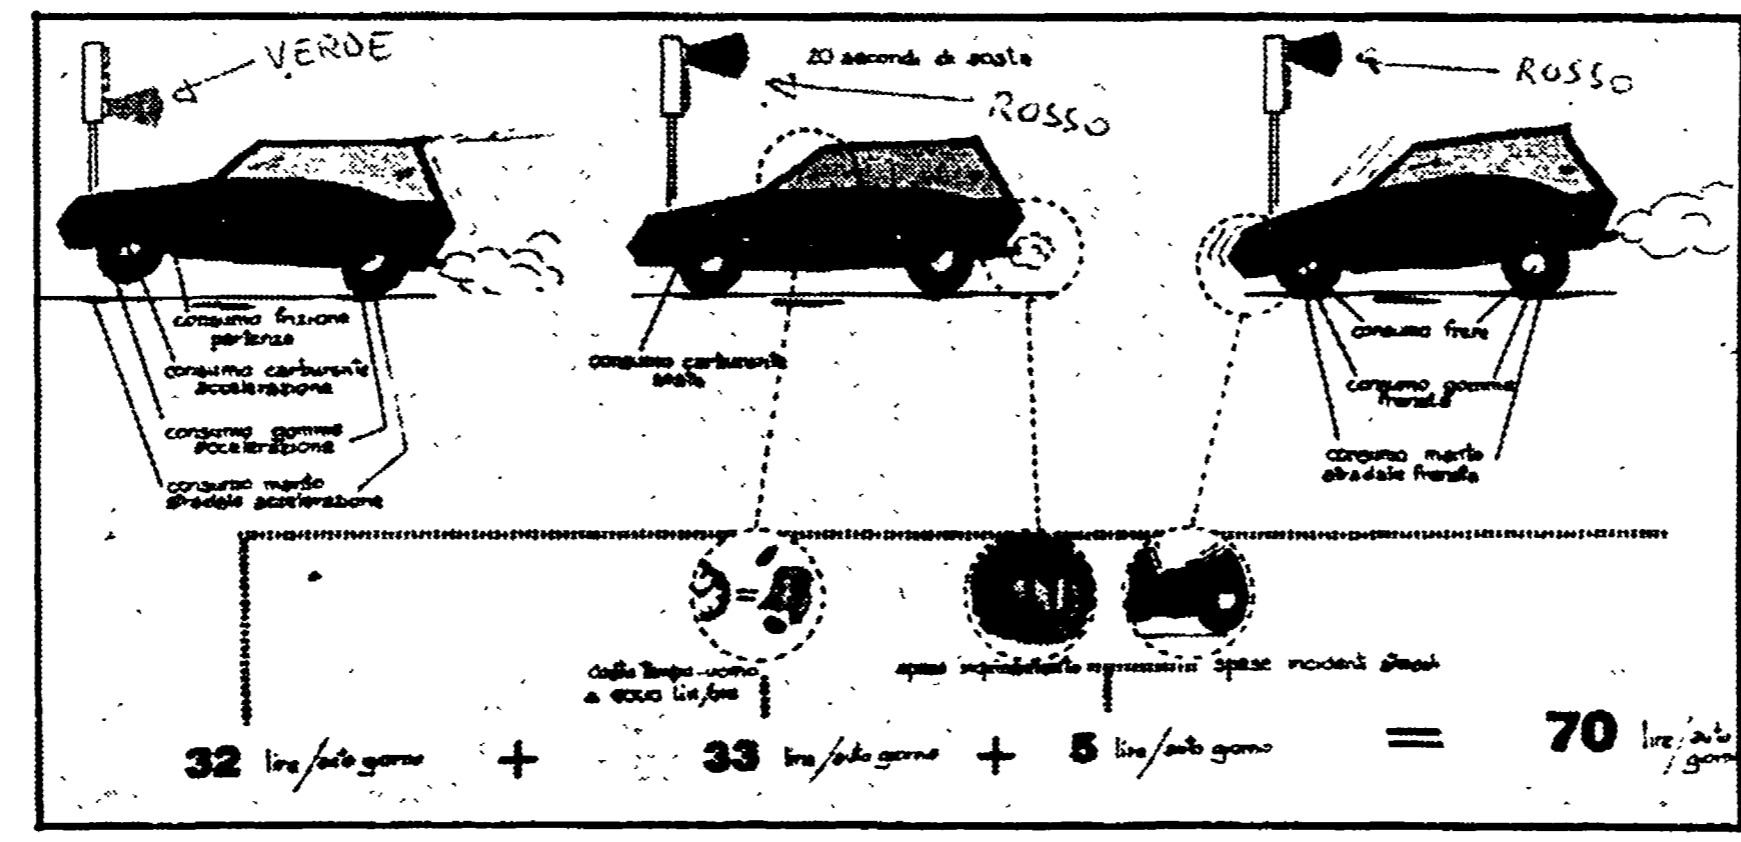 VERDE
20 secondi di sosta
ROSSO
ROSSO
consumo frizione
partenza
consumo carburante
accelerazione
consumo gomme
accelerazione
consumo manto
stradale accelerazione
consumo carburante
sosta
consumo freni
consumo gomme
frenata
consumo manto
stradale frenata
costo tempo-uomo
lire/ora
spese inquinamento
spese incidenti
32 lire/auto giorno + 33 lire/auto giorno + 5 lire/auto giorno = 70 lire/auto
giorno